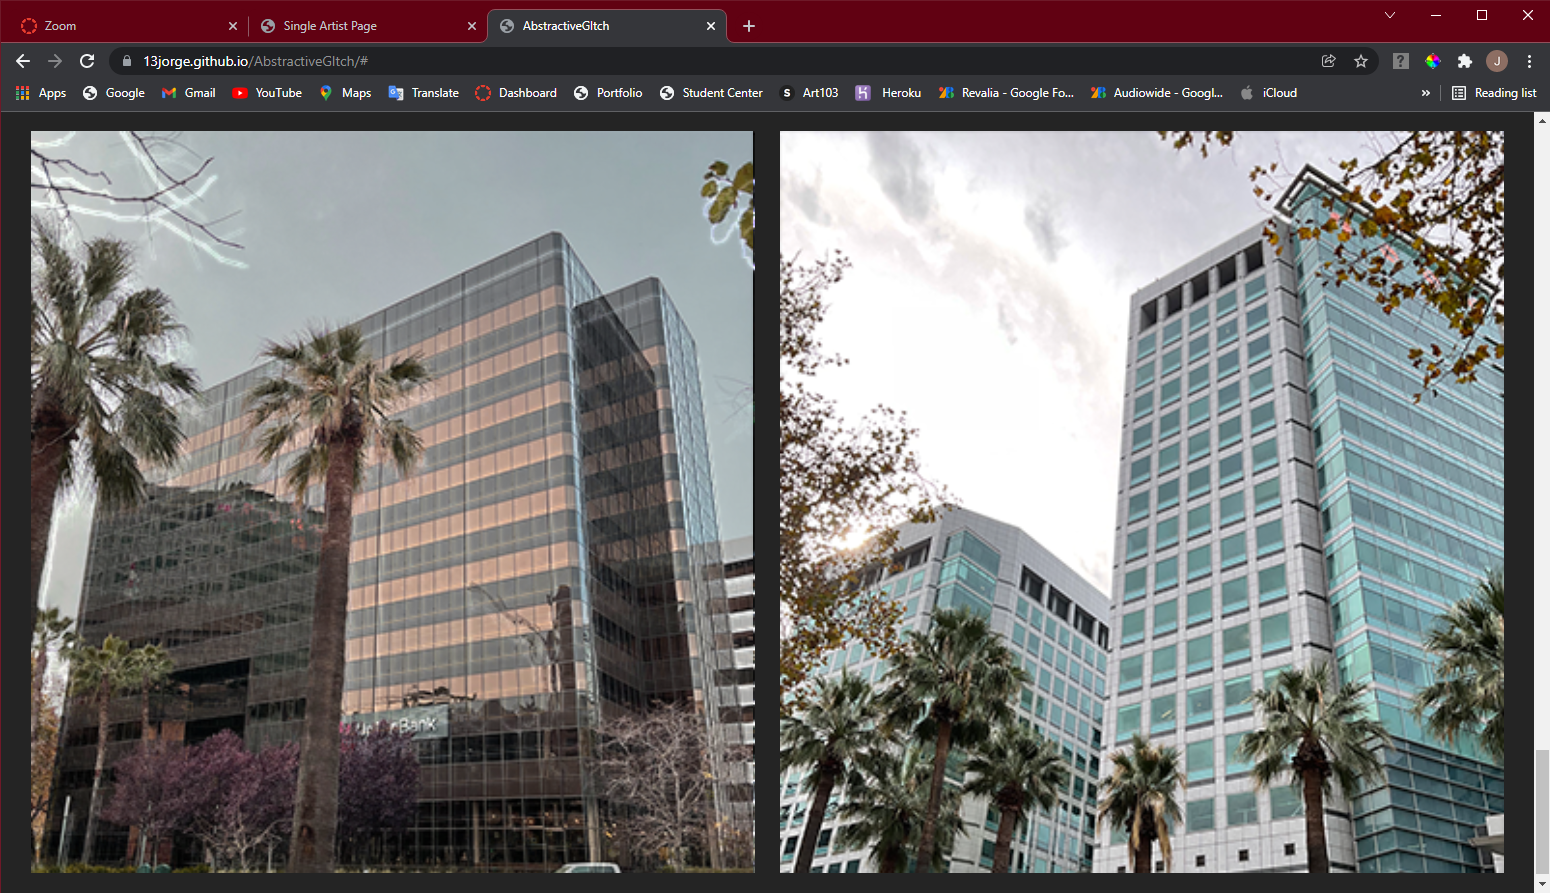 Zoom
Single Artist Page
AbstractiveGltch
13jorge.github.io/AbstractiveGltch/#
J
Apps
Google
Gmail
YouTube
Maps
Translate
Dashboard
Portfolio
Student Center
S Art103
Heroku
Revalia - Google Fo...
Audiowide - Googl...
iCloud
»
Reading list
Bank